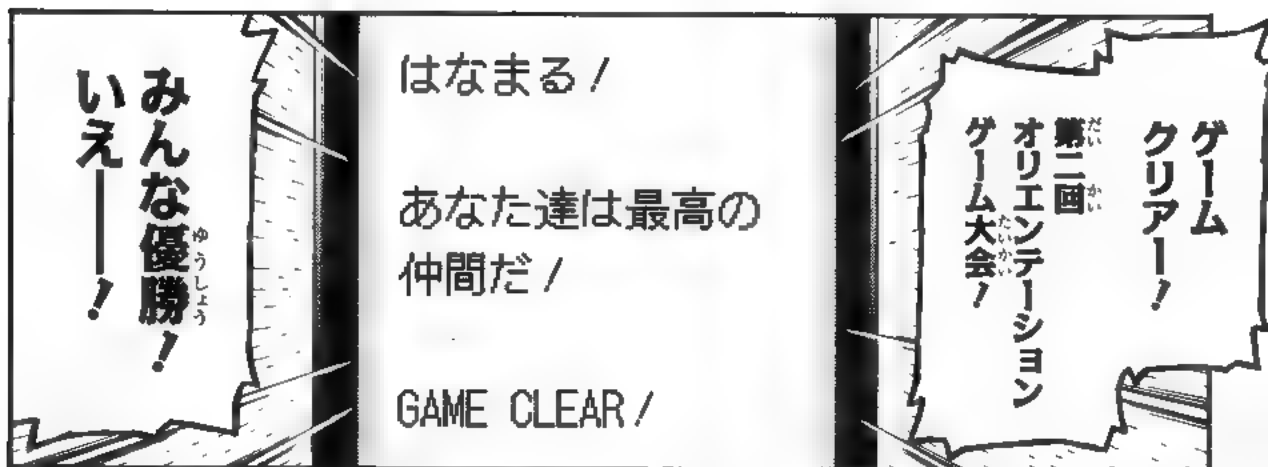 ゲーム
クリアー!
第二回
オリエンテーション
ゲーム大会!
はなまる!
あなた達は最高の
仲間だ!
GAME CLEAR!
みんな優勝!
いえ――!